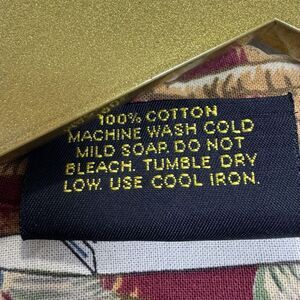 100% COTTON
MACHINE WASH COLD
MILD SOAP. DO NOT
BLEACH. TUMBLE DRY
LOW. USE COOL IRON.